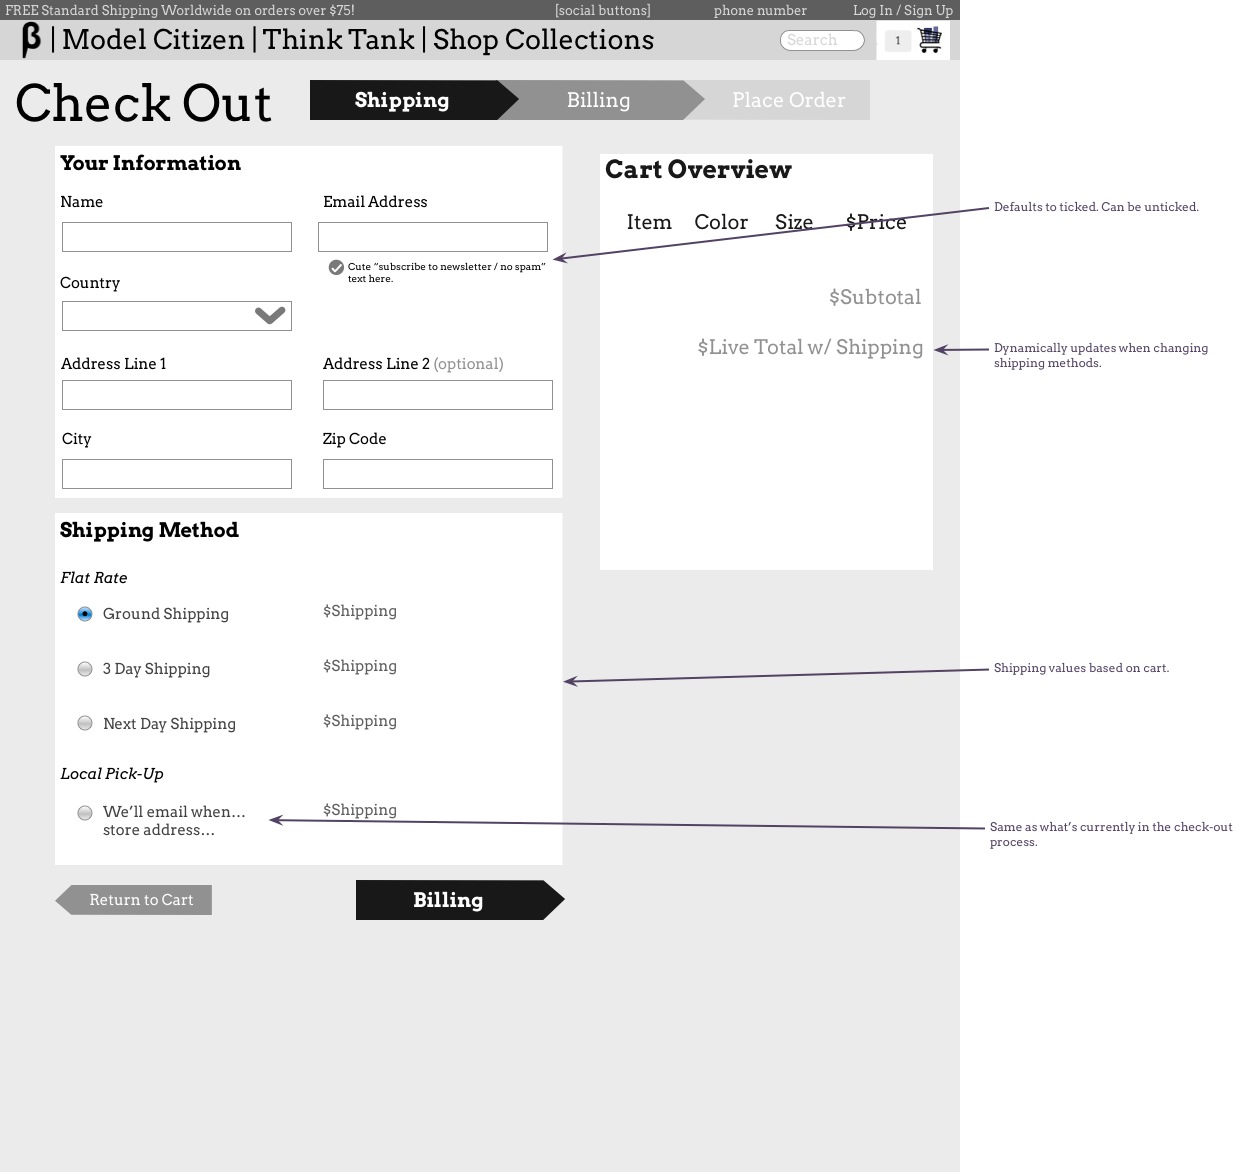 FREE Standard Shipping Worldwide on orders over $75! [social buttons] phone number Log In / Sign Up
β | Model Citizen | Think Tank | Shop Collections Search 1
Check Out Shipping Billing Place Order
Your Information
Name Email Address
Cute “subscribe to newsletter / no spam”
text here.
Country
Address Line 1 Address Line 2 (optional)
City Zip Code
Shipping Method
Flat Rate
Ground Shipping $Shipping
3 Day Shipping $Shipping
Next Day Shipping $Shipping
Local Pick-Up
We’ll email when... $Shipping
store address...
Return to Cart Billing
Cart Overview
Item Color Size $Price
$Subtotal
$Live Total w/ Shipping
Defaults to ticked. Can be unticked.
Dynamically updates when changing
shipping methods.
Shipping values based on cart.
Same as what’s currently in the check-out
process.